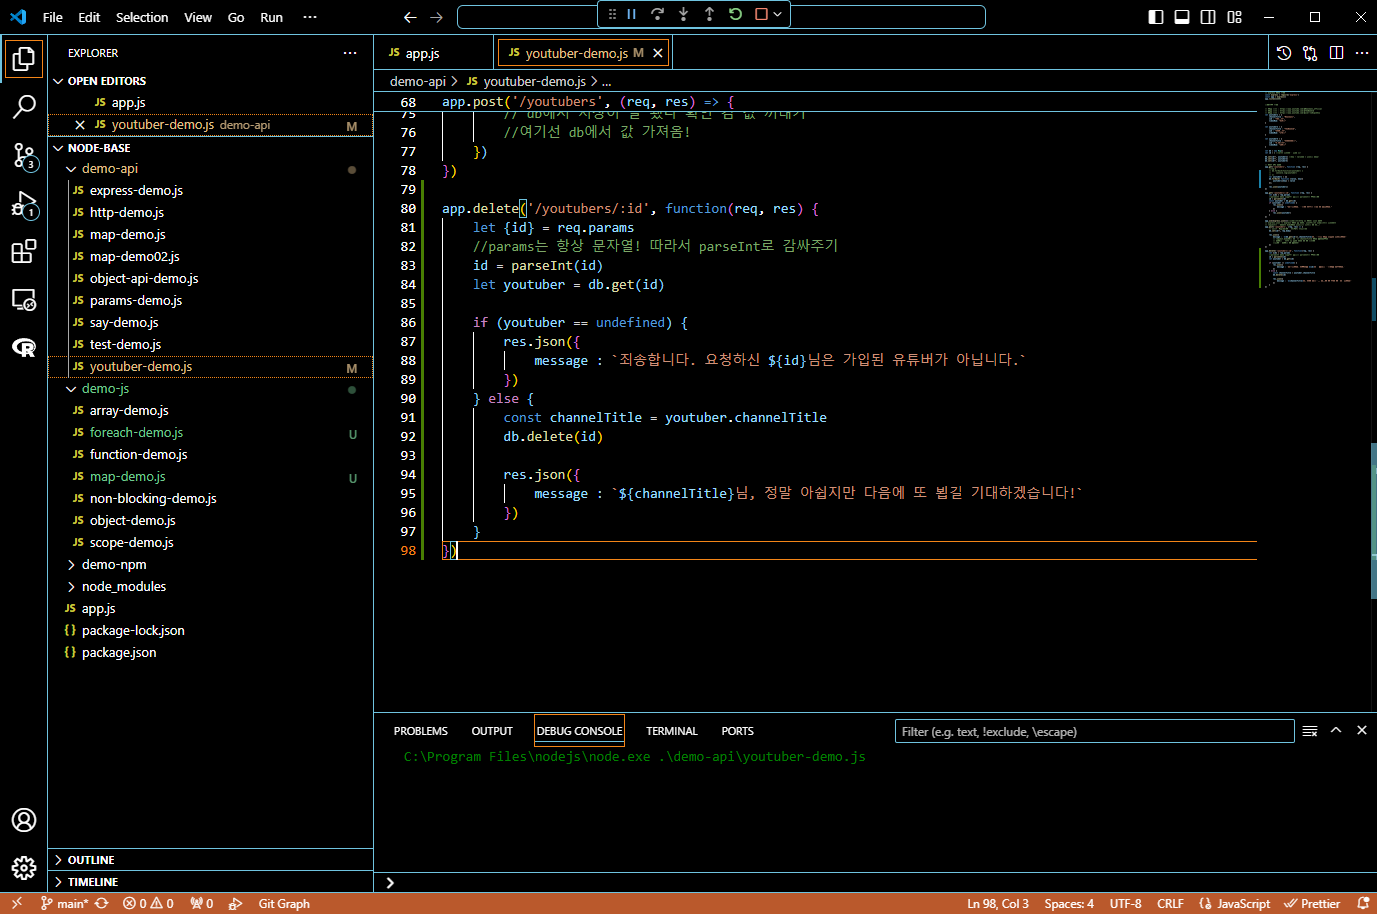 File Edit Selection View Go Run ···
EXPLORER ···
OPEN EDITORS
JS app.js
JS youtuber-demo.js demo-api M
NODE-BASE
demo-api
JS express-demo.js
JS http-demo.js
JS map-demo.js
JS map-demo02.js
JS object-api-demo.js
JS params-demo.js
JS say-demo.js
JS test-demo.js
JS youtuber-demo.js M
demo-js
JS array-demo.js
JS foreach-demo.js U
JS function-demo.js
JS map-demo.js U
JS non-blocking-demo.js
JS object-demo.js
JS scope-demo.js
demo-npm
node_modules
JS app.js
{} package-lock.json
{} package.json
OUTLINE
TIMELINE
3
1
JS app.js
JS youtuber-demo.js M
demo-api > JS youtuber-demo.js > ...
68 app.post('/youtubers', (req, res) => {
75
76 //여기선 db에서 값 가져옴!
77 })
78 })
79
80 app.delete('/youtubers/:id', function(req, res) {
81 let {id} = req.params
82 //params는 항상 문자열! 따라서 parseInt로 감싸주기
83 id = parseInt(id)
84 let youtuber = db.get(id)
85
86 if (youtuber == undefined) {
87 res.json({
88 message : `죄송합니다. 요청하신 ${id}님은 가입된 유튜버가 아닙니다.`
89 })
90 } else {
91 const channelTitle = youtuber.channelTitle
92 db.delete(id)
93
94 res.json({
95 message : `${channelTitle}님, 정말 아쉽지만 다음에 또 뵙길 기대하겠습니다!`
96 })
97 }
98 })
PROBLEMS OUTPUT DEBUG CONSOLE TERMINAL PORTS
Filter (e.g. text, !exclude, \escape)
C:\Program Files\nodejs\node.exe .\demo-api\youtuber-demo.js
main* 0 0 0 Git Graph
Ln 98, Col 3 Spaces: 4 UTF-8 CRLF {} JavaScript Prettier